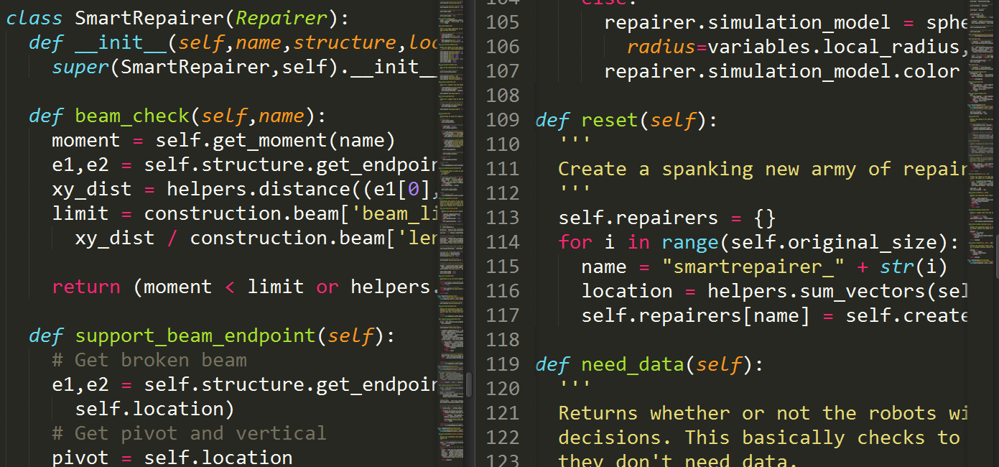 class SmartRepairer(Repairer):
def __init__(self,name,structure,loc
super(SmartRepairer,self).__init__
def beam_check(self,name):
moment = self.get_moment(name)
e1,e2 = self.structure.get_endpoin
xy_dist = helpers.distance((e1[0],
limit = construction.beam['beam_li
xy_dist / construction.beam['len
return (moment < limit or helpers.
def support_beam_endpoint(self):
# Get broken beam
e1,e2 = self.structure.get_endpoin
self.location)
# Get pivot and vertical
pivot = self.location
104 else:
105 repairer.simulation_model = sphe
106 radius=variables.local_radius,
107 repairer.simulation_model.color
108
109 def reset(self):
110 '''
111 Create a spanking new army of repair
112 '''
113 self.repairers = {}
114 for i in range(self.original_size):
115 name = "smartrepairer_" + str(i)
116 location = helpers.sum_vectors(sel
117 self.repairers[name] = self.create
118
119 def need_data(self):
120 '''
121 Returns whether or not the robots wi
122 decisions. This basically checks to
123 they don't need data.